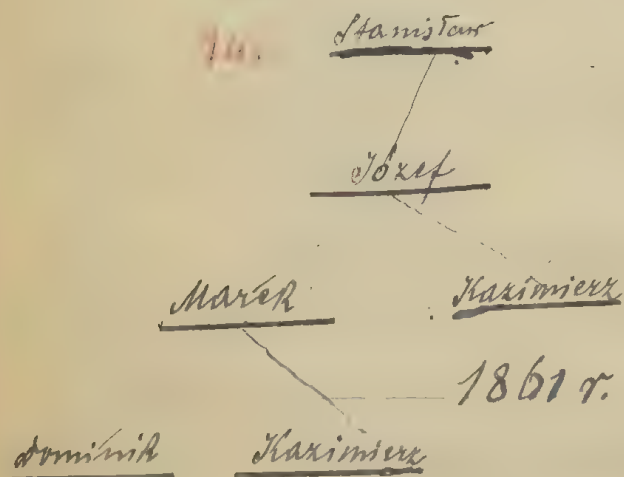 Stanisław
Józef
Marek Kazimierz
1861 r.
Dominik Kazimierz